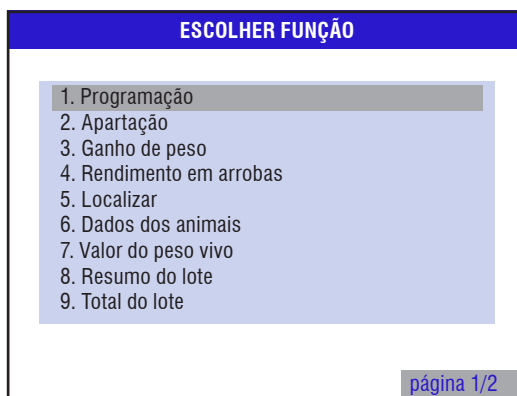 ESCOLHER FUNÇÃO
1. Programação
2. Apartação
3. Ganho de peso
4. Rendimento em arrobas
5. Localizar
6. Dados dos animais
7. Valor do peso vivo
8. Resumo do lote
9. Total do lote
página 1/2